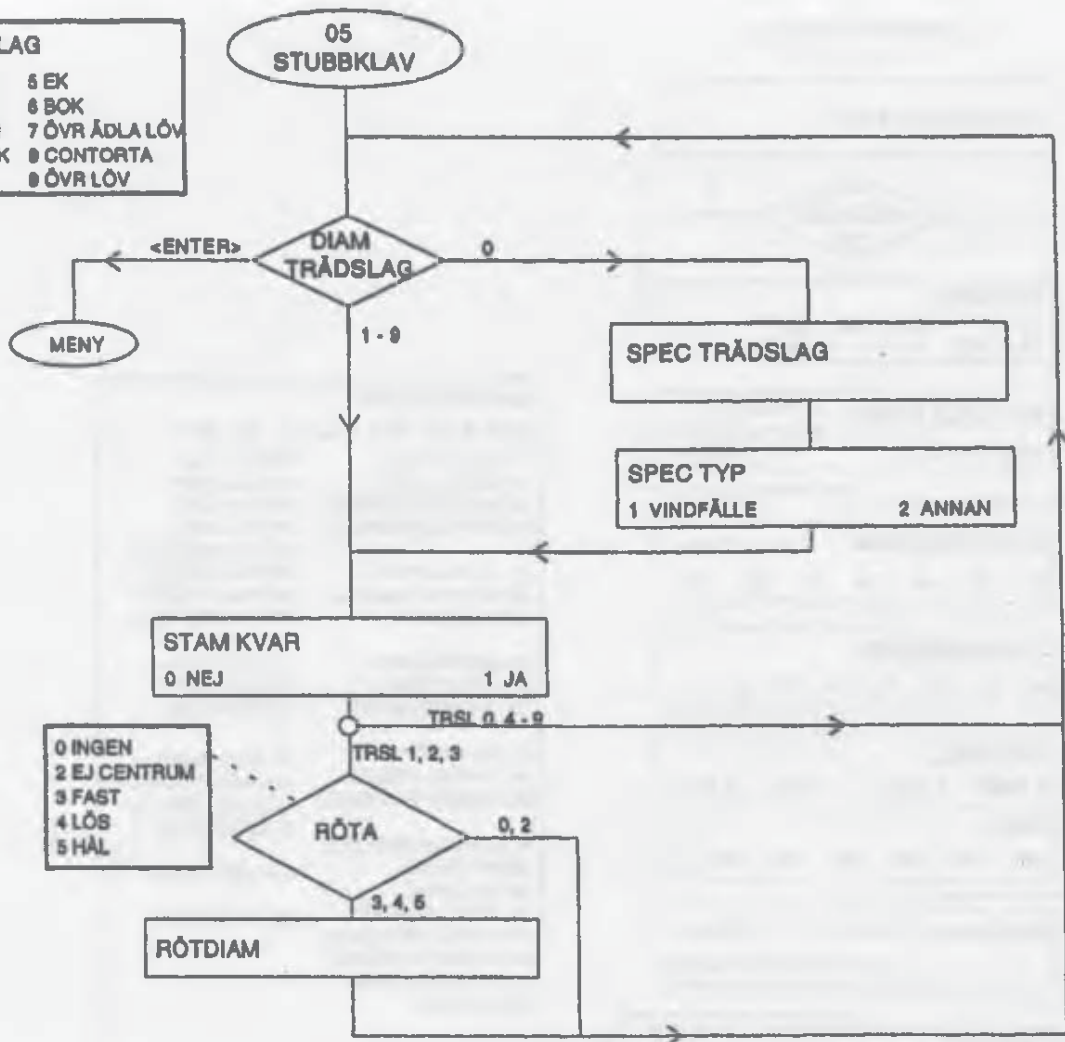 05
STUBBKLAV
LAG
5 EK
6 BOK
7 ÖVR ÄDLA LÖV
K 8 CONTORTA
9 ÖVR LÖV
<ENTER>
DIAM
TRÄDSLAG
0
MENY
1 - 9
SPEC TRÄDSLAG
SPEC TYP
1 VINDFÄLLE 2 ANNAN
STAM KVAR
0 NEJ 1 JA
TRSL 0, 4 - 9
TRSL 1, 2, 3
0 INGEN
2 EJ CENTRUM
3 FAST
4 LÖS
5 HÅL
RÖTA
0, 2
3, 4, 5
RÖTDIAM